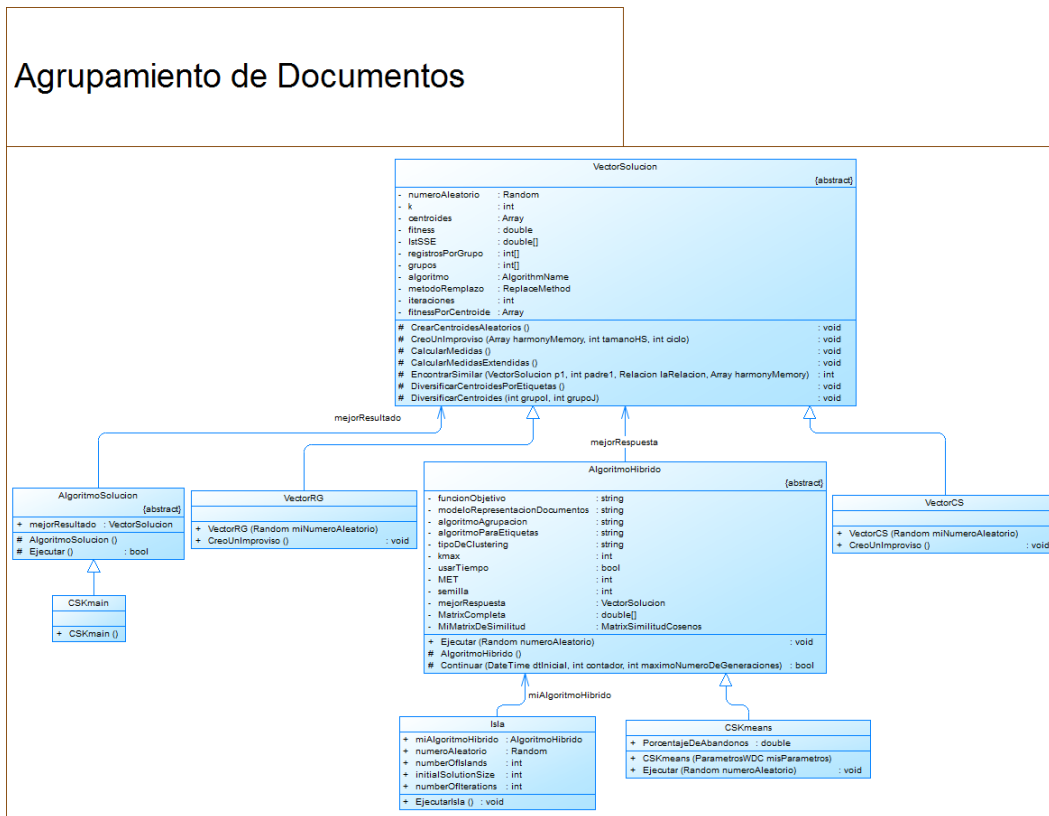 Agrupamiento de Documentos
VectorSolucion
{abstract}
- numeroAleatorio : Random
- k : int
- centroides : Array
- fitness : double
- lstSSE : double[]
- registrosPorGrupo : int[]
- grupos : int[]
- algoritmo : AlgorithmName
- metodoRemplazo : ReplaceMethod
- iteraciones : int
- fitnessPorCentroide : Array
# CrearCentroidesAleatorios () : void
# CreoUnImproviso (Array harmonyMemory, int tamanoHS, int ciclo) : void
# CalcularMedidas () : void
# CalcularMedidasExtendidas () : void
# EncontrarSimilar (VectorSolucion p1, int padre1, Relacion laRelacion, Array harmonyMemory) : int
# DiversificarCentroidesPorEtiquetas () : void
# DiversificarCentroides (int grupoI, int grupoJ) : void
mejorResultado
mejorRespuesta
AlgoritmoSolucion
{abstract}
+ mejorResultado : VectorSolucion
# AlgoritmoSolucion ()
# Ejecutar () : bool
VectorRG
+ VectorRG (Random miNumeroAleatorio)
+ CreoUnImproviso () : void
AlgoritmoHibrido
{abstract}
- funcionObjetivo : string
- modeloRepresentacionDocumentos : string
- algoritmoAgrupacion : string
- algoritmoParaEtiquetas : string
- tipoDeClustering : string
- kmax : int
- usarTiempo : bool
- MET : int
- semilla : int
- mejorRespuesta : VectorSolucion
- MatrixCompleta : double[]
- MiMatrixDeSimilitud : MatrixSimilitudCosenos
+ Ejecutar (Random numeroAleatorio) : void
# AlgoritmoHibrido ()
# Continuar (DateTime dtInicial, int contador, int maximoNumeroDeGeneraciones) : bool
VectorCS
+ VectorCS (Random miNumeroAleatorio)
+ CreoUnImproviso () : void
CSKmain
+ CSKmain ()
miAlgoritmoHibrido
Isla
+ miAlgoritmoHibrido : AlgoritmoHibrido
+ numeroAleatorio : Random
+ numberOfIslands : int
+ initialSolutionSize : int
+ numberOfIterations : int
+ EjecutarIsla () : void
CSKmeans
+ PorcentajeDeAbandonos : double
+ CSKmeans (ParametrosWDC misParametros)
+ Ejecutar (Random numeroAleatorio) : void